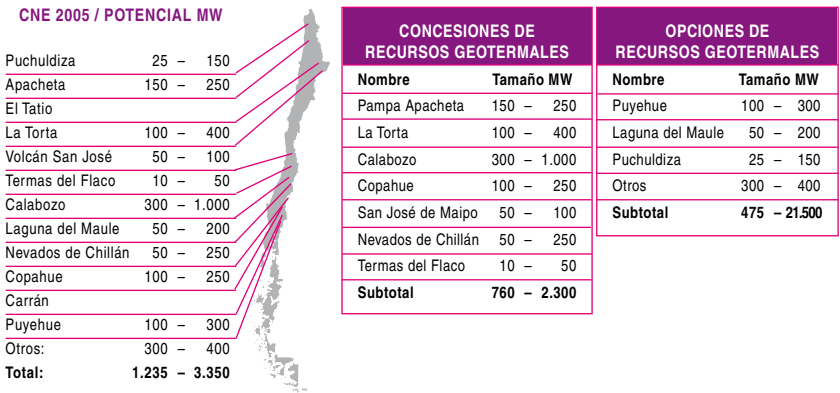 CNE 2005 / POTENCIAL MW
Puchuldiza 25 – 150
Apacheta 150 – 250
El Tatio
La Torta 100 – 400
Volcán San José 50 – 100
Termas del Flaco 10 – 50
Calabozo 300 – 1.000
Laguna del Maule 50 – 200
Nevados de Chillán 50 – 250
Copahue 100 – 250
Carrán
Puyehue 100 – 300
Otros: 300 – 400
Total: 1.235 – 3.350
CONCESIONES DE
RECURSOS GEOTERMALES
Nombre Tamaño MW
Pampa Apacheta 150 – 250
La Torta 100 – 400
Calabozo 300 – 1.000
Copahue 100 – 250
San José de Maipo 50 – 100
Nevados de Chillán 50 – 250
Termas del Flaco 10 – 50
Subtotal 760 – 2.300
OPCIONES DE
RECURSOS GEOTERMALES
Nombre Tamaño MW
Puyehue 100 – 300
Laguna del Maule 50 – 200
Puchuldiza 25 – 150
Otros 300 – 400
Subtotal 475 – 21.500